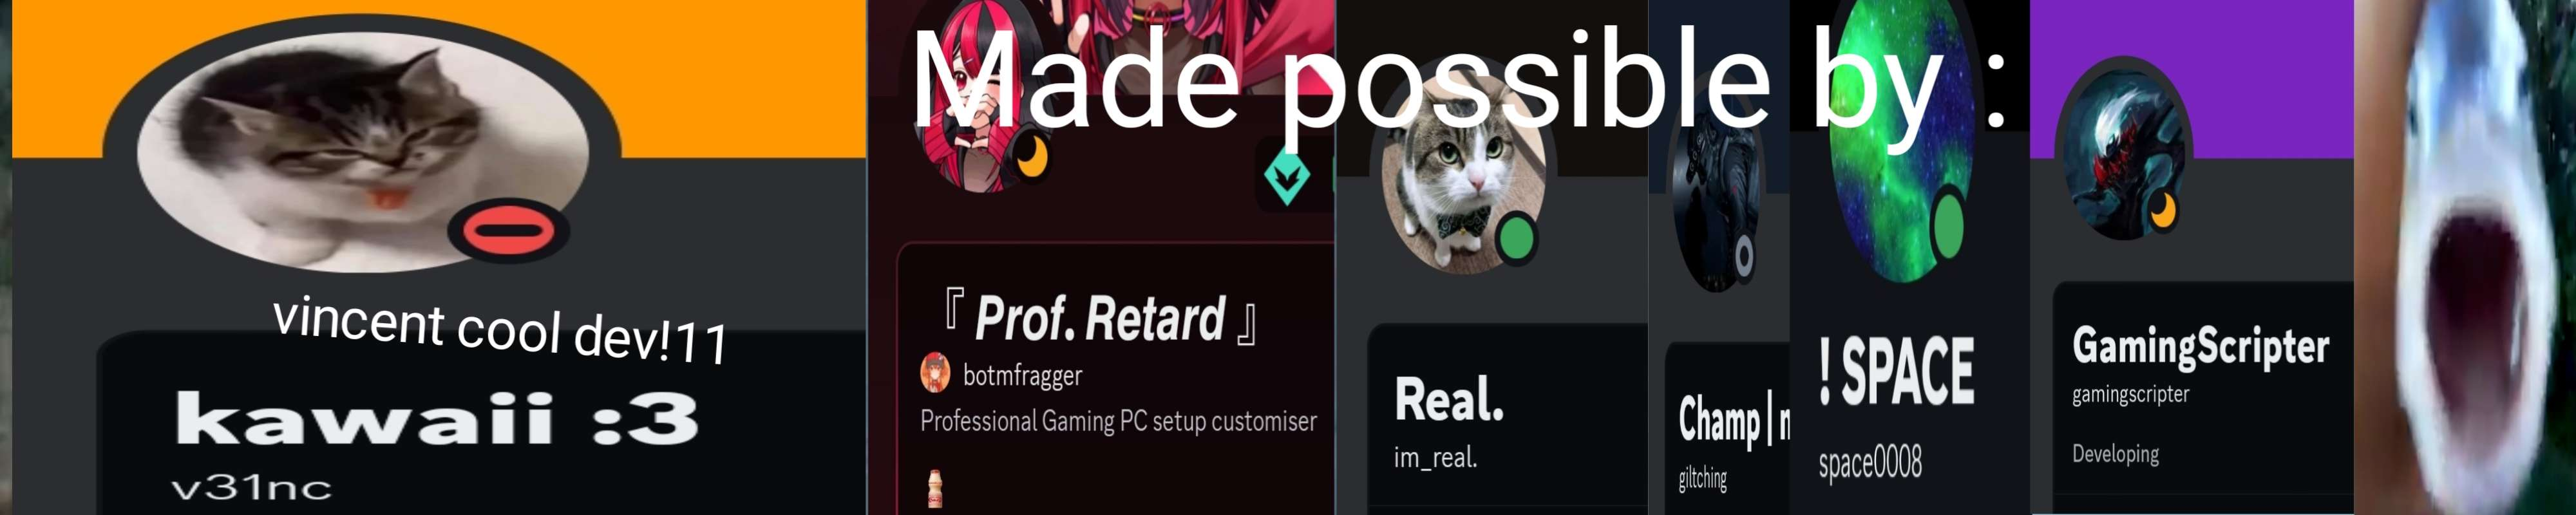 Made possible by :
vincent cool dev!11
kawaii :3
v31nc
『 Prof. Retard 』
botmfragger
Professional Gaming PC setup customiser
Real.
im_real.
Champ |
giltching
! SPACE
space0008
GamingScripter
gamingscripter
Developing